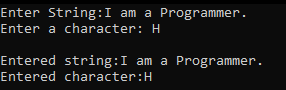 Enter String:I am a Programmer.
Enter a character: H
Entered string:I am a Programmer.
Entered character:H